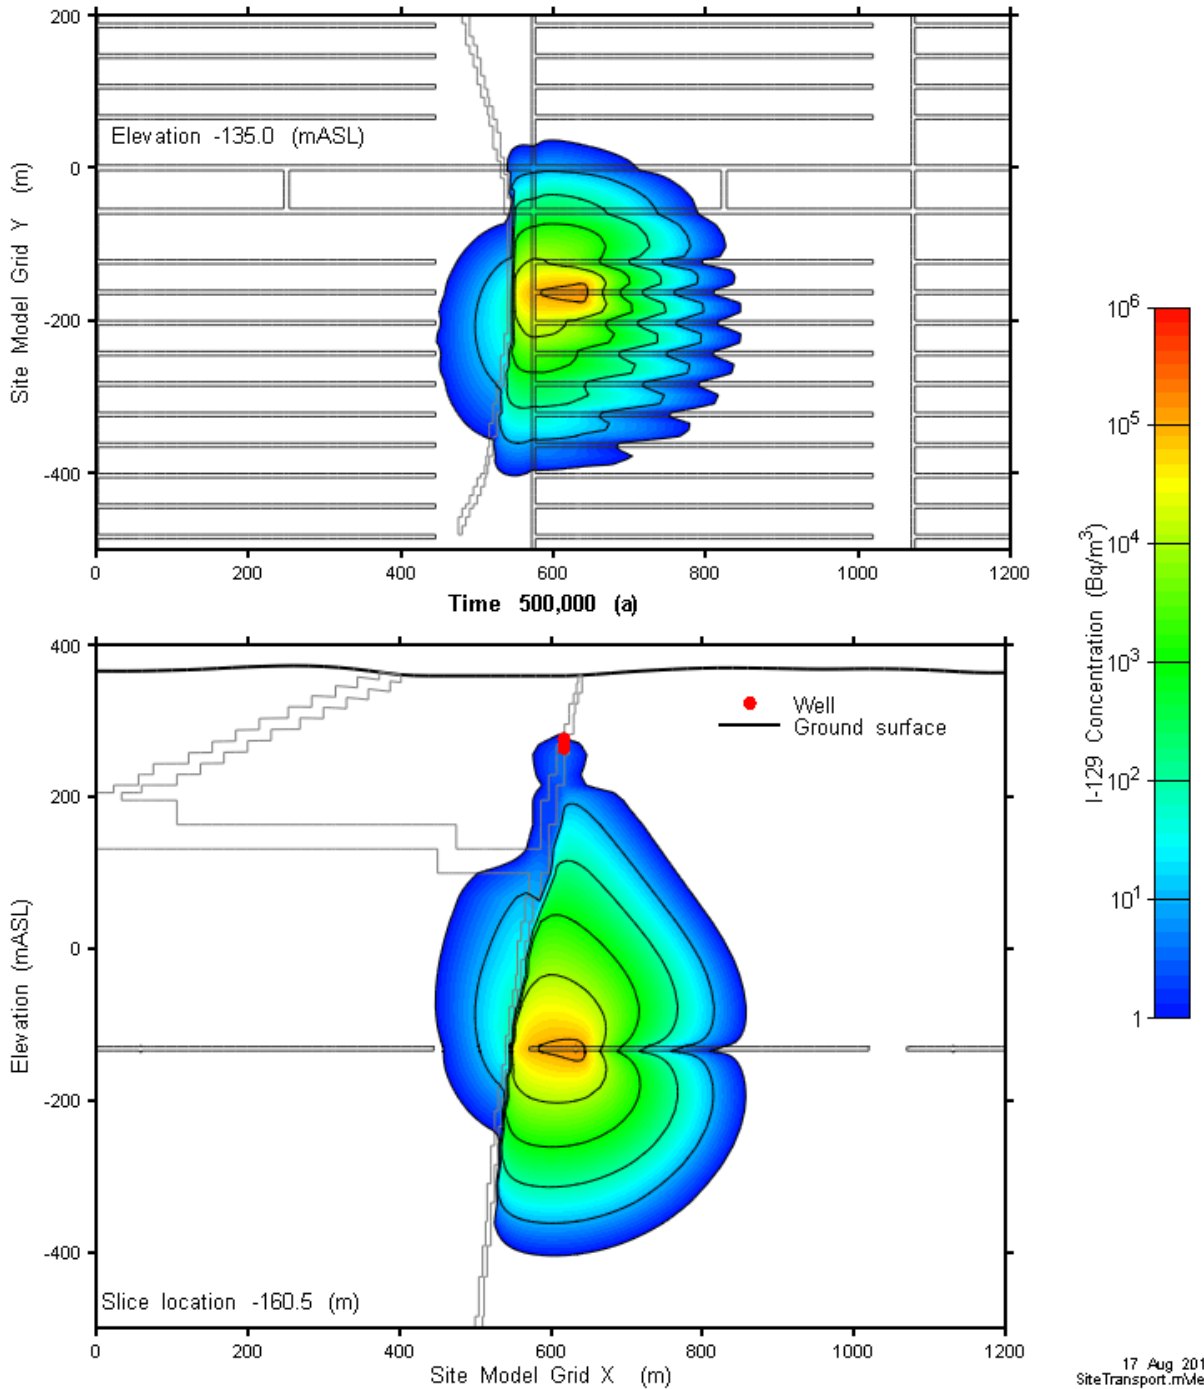 200
0
-200
-400
Site Model Grid Y (m)
Elevation -135.0 (mASL)
0 200 400 600 800 1000 1200
Time 500,000 (a)
400
200
0
-200
-400
Elevation (mASL)
Well
Ground surface
Slice location -160.5 (m)
0 200 400 600 800 1000 1200
Site Model Grid X (m)
10^6
10^5
10^4
10^3
10^2
10^1
1
I-129 Concentration (Bq/m^3)
17 Aug 201